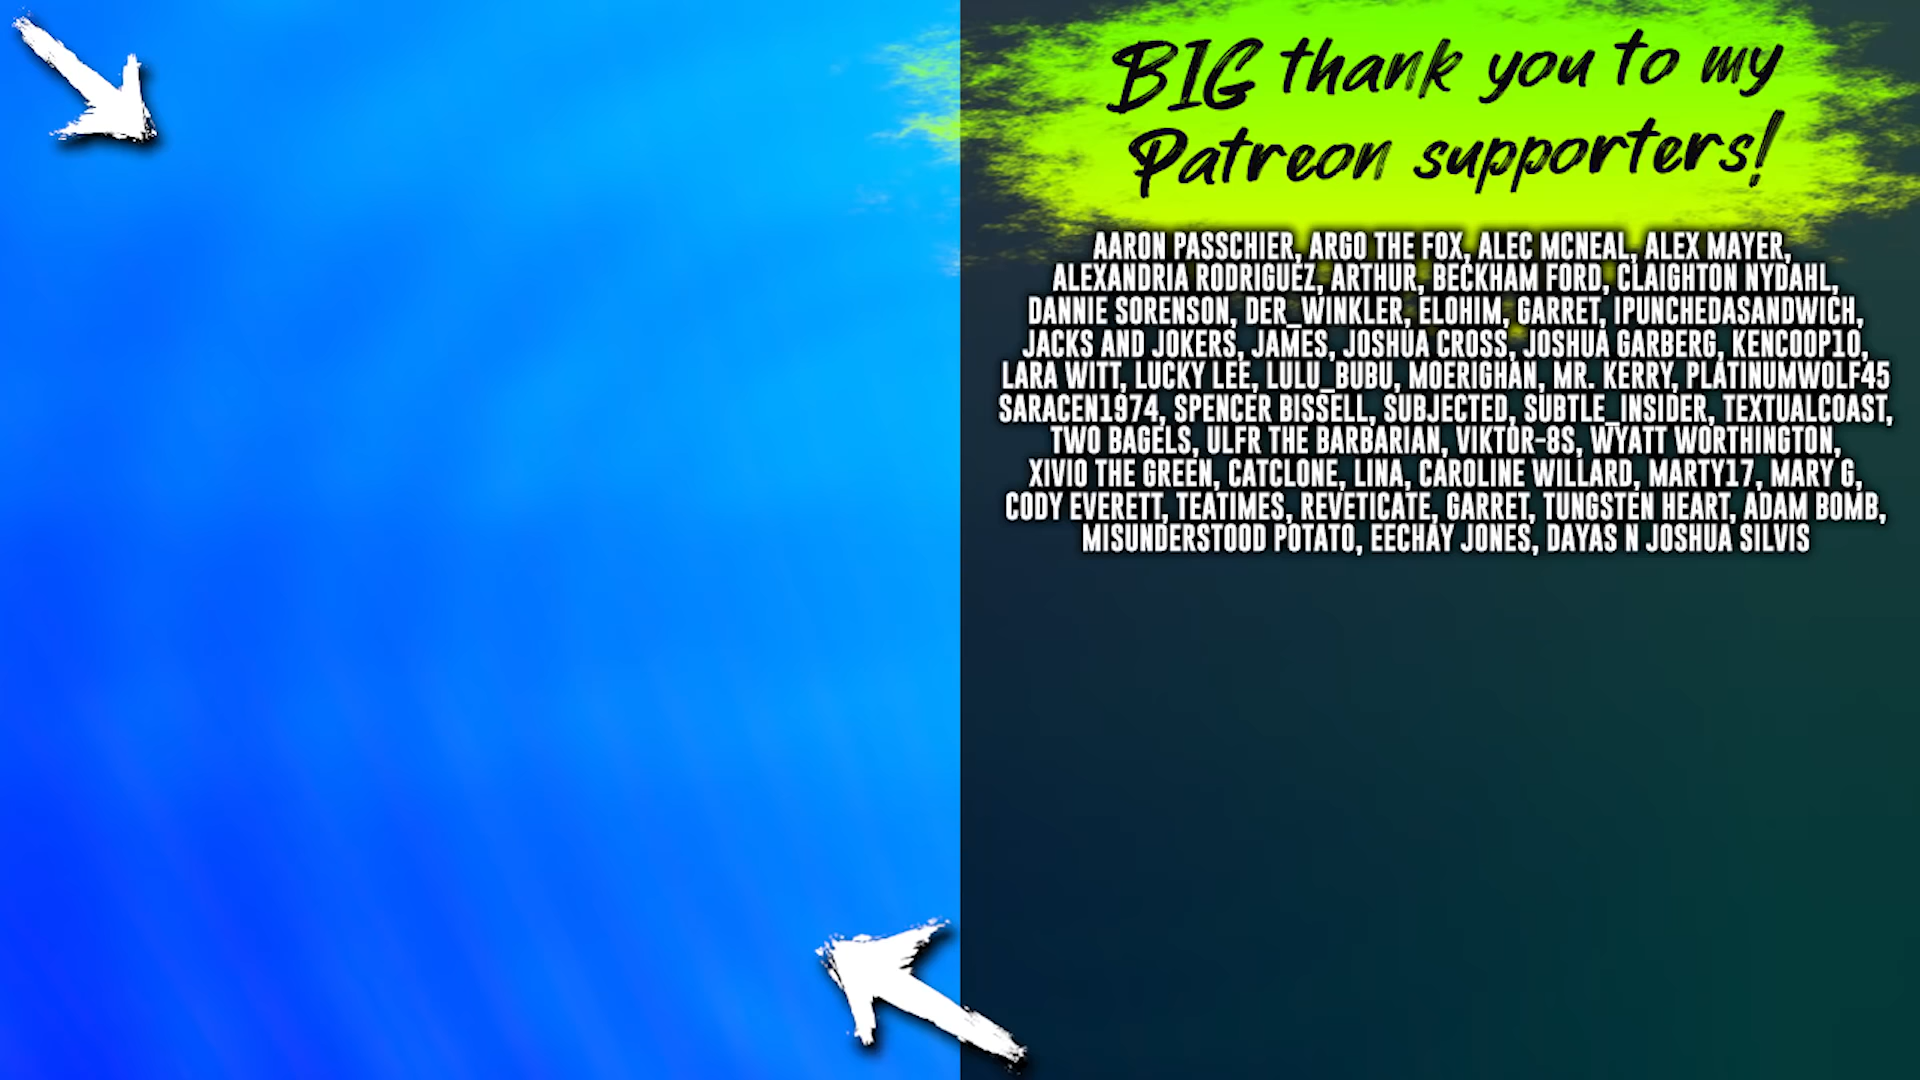 BIG thank you to my
Patreon supporters!
AARON PASSCHIER, ARGO THE FOX, ALEC MCNEAL, ALEX MAYER,
ALEXANDRIA RODRIGUEZ, ARTHUR, BECKHAM FORD, CLAIGHTON NYDAHL,
DANNIE SORENSON, DER_WINKLER, ELOHIM, GARRET, IPUNCHEDASANDWICH,
JACKS AND JOKERS, JAMES, JOSHUA CROSS, JOSHUA GARBERG, KENCOOP10,
LARA WITT, LUCKY LEE, LULU_BUBU, MOERIGHAN, MR. KERRY, PLATINUMWOLF45
SARACEN1974, SPENCER BISSELL, SUBJECTED, SUBTLE_INSIDER, TEXTUALCOAST,
TWO BAGELS, ULFR THE BARBARIAN, VIKTOR-8S, WYATT WORTHINGTON,
XIVIO THE GREEN, CATCLONE, LINA, CAROLINE WILLARD, MARTY17, MARY G,
CODY EVERETT, TEATIMES, REVETICATE, GARRET, TUNGSTEN HEART, ADAM BOMB,
MISUNDERSTOOD POTATO, EECHAY JONES, DAYAS N JOSHUA SILVIS